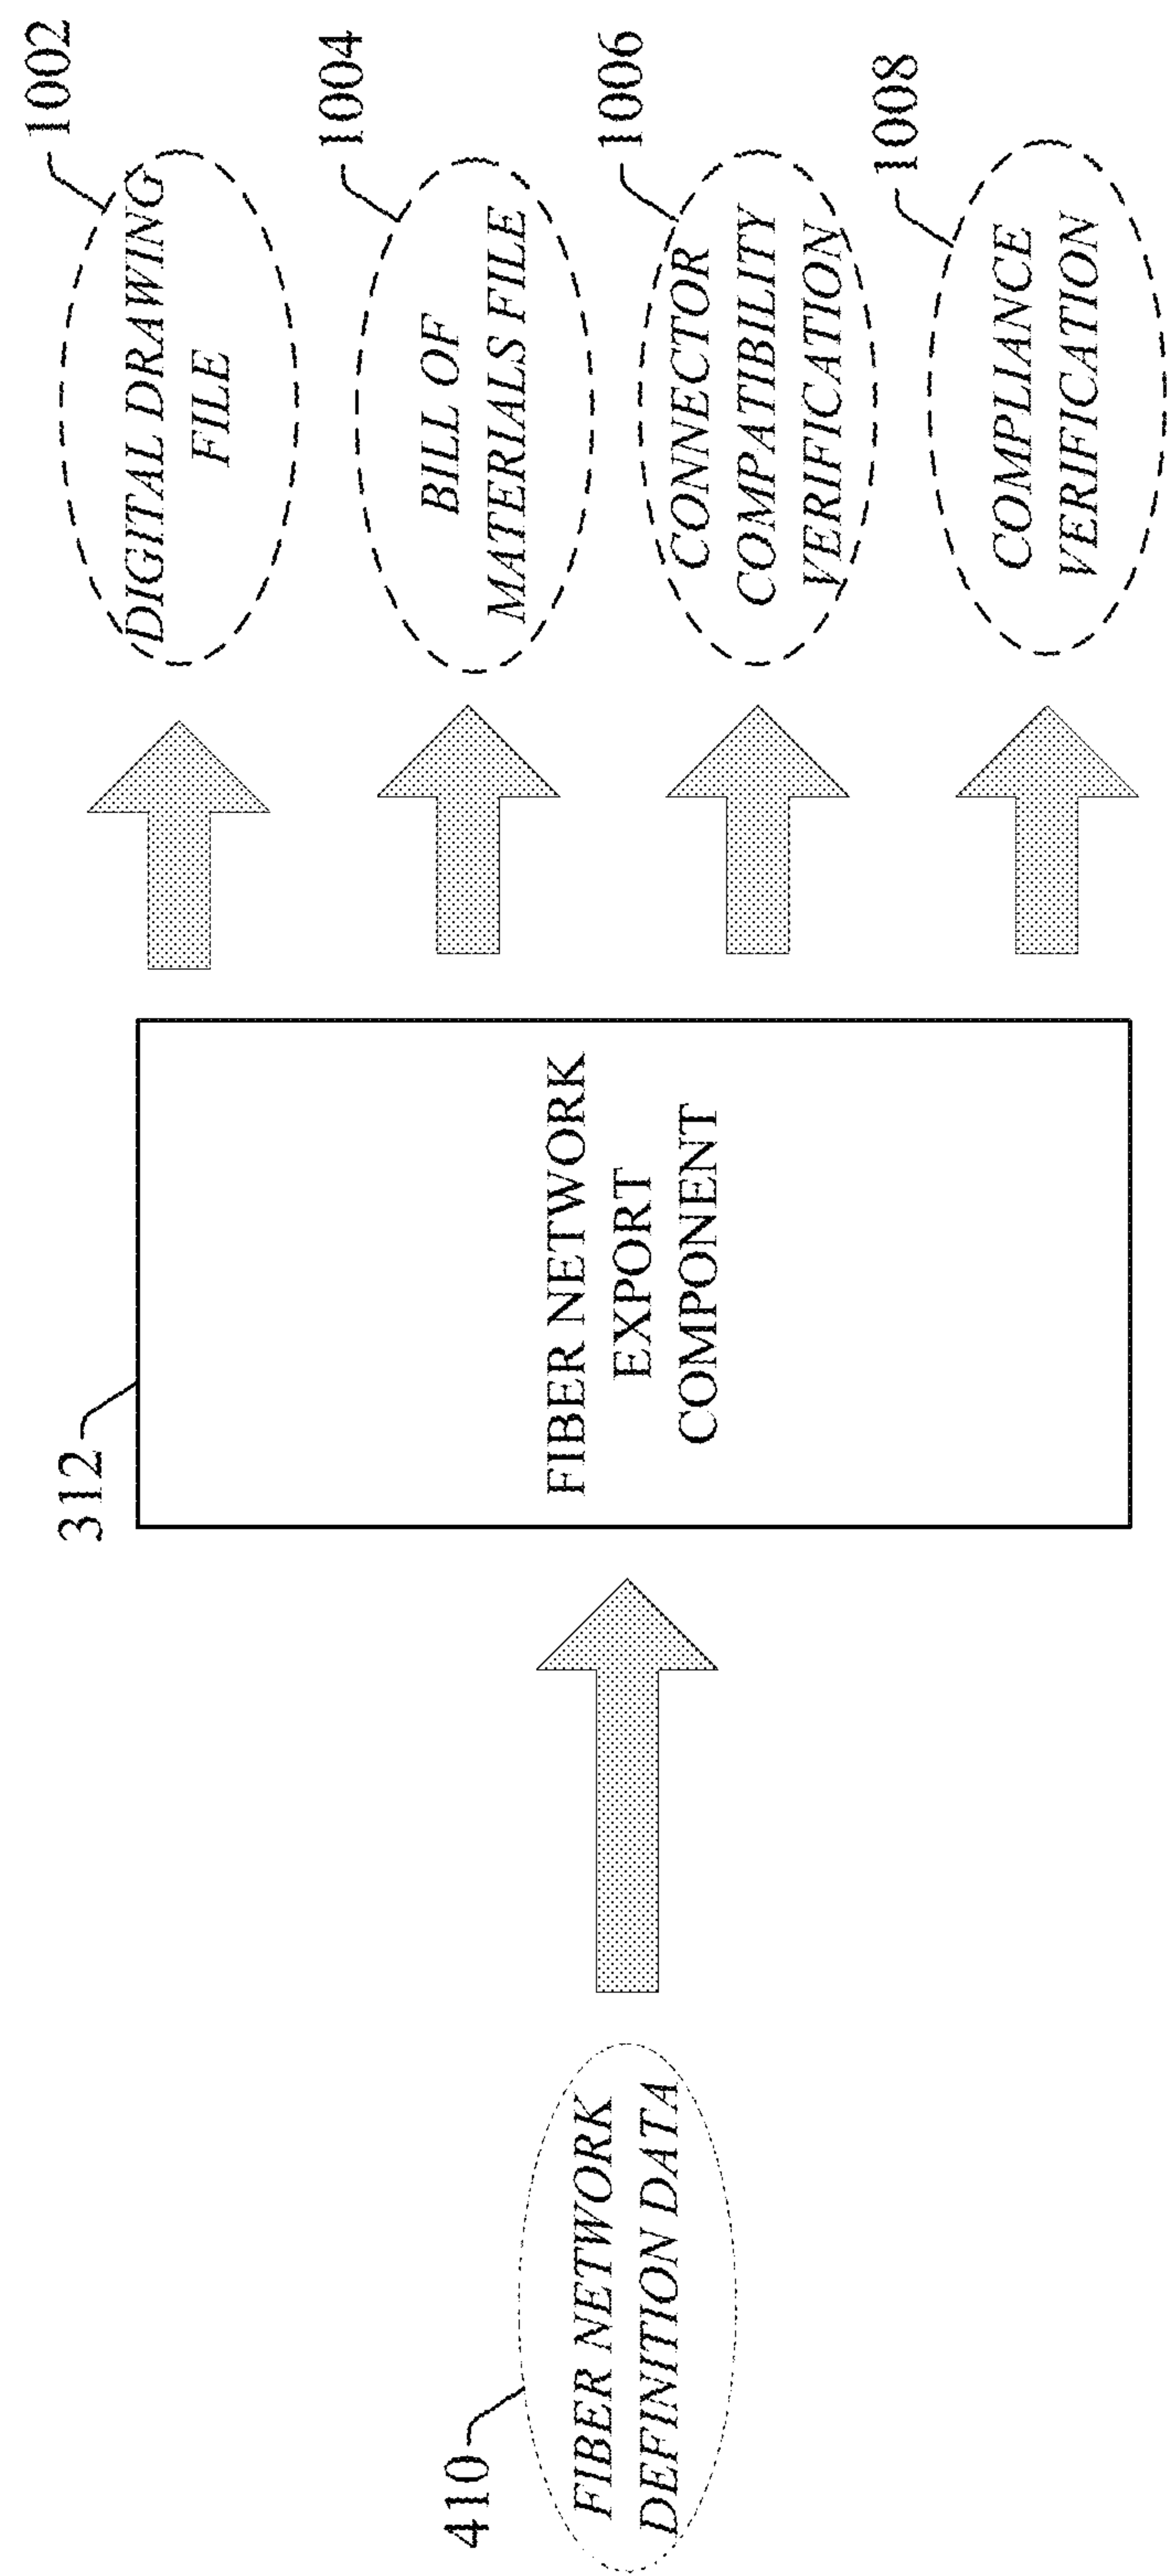 410
FIBER NETWORK
DEFINITION DATA
312
FIBER NETWORK
EXPORT
COMPONENT
1002
DIGITAL DRAWING
FILE
1004
BILL OF
MATERIALS FILE
1006
CONNECTOR
COMPATIBILITY
VERIFICATION
1008
COMPLIANCE
VERIFICATION